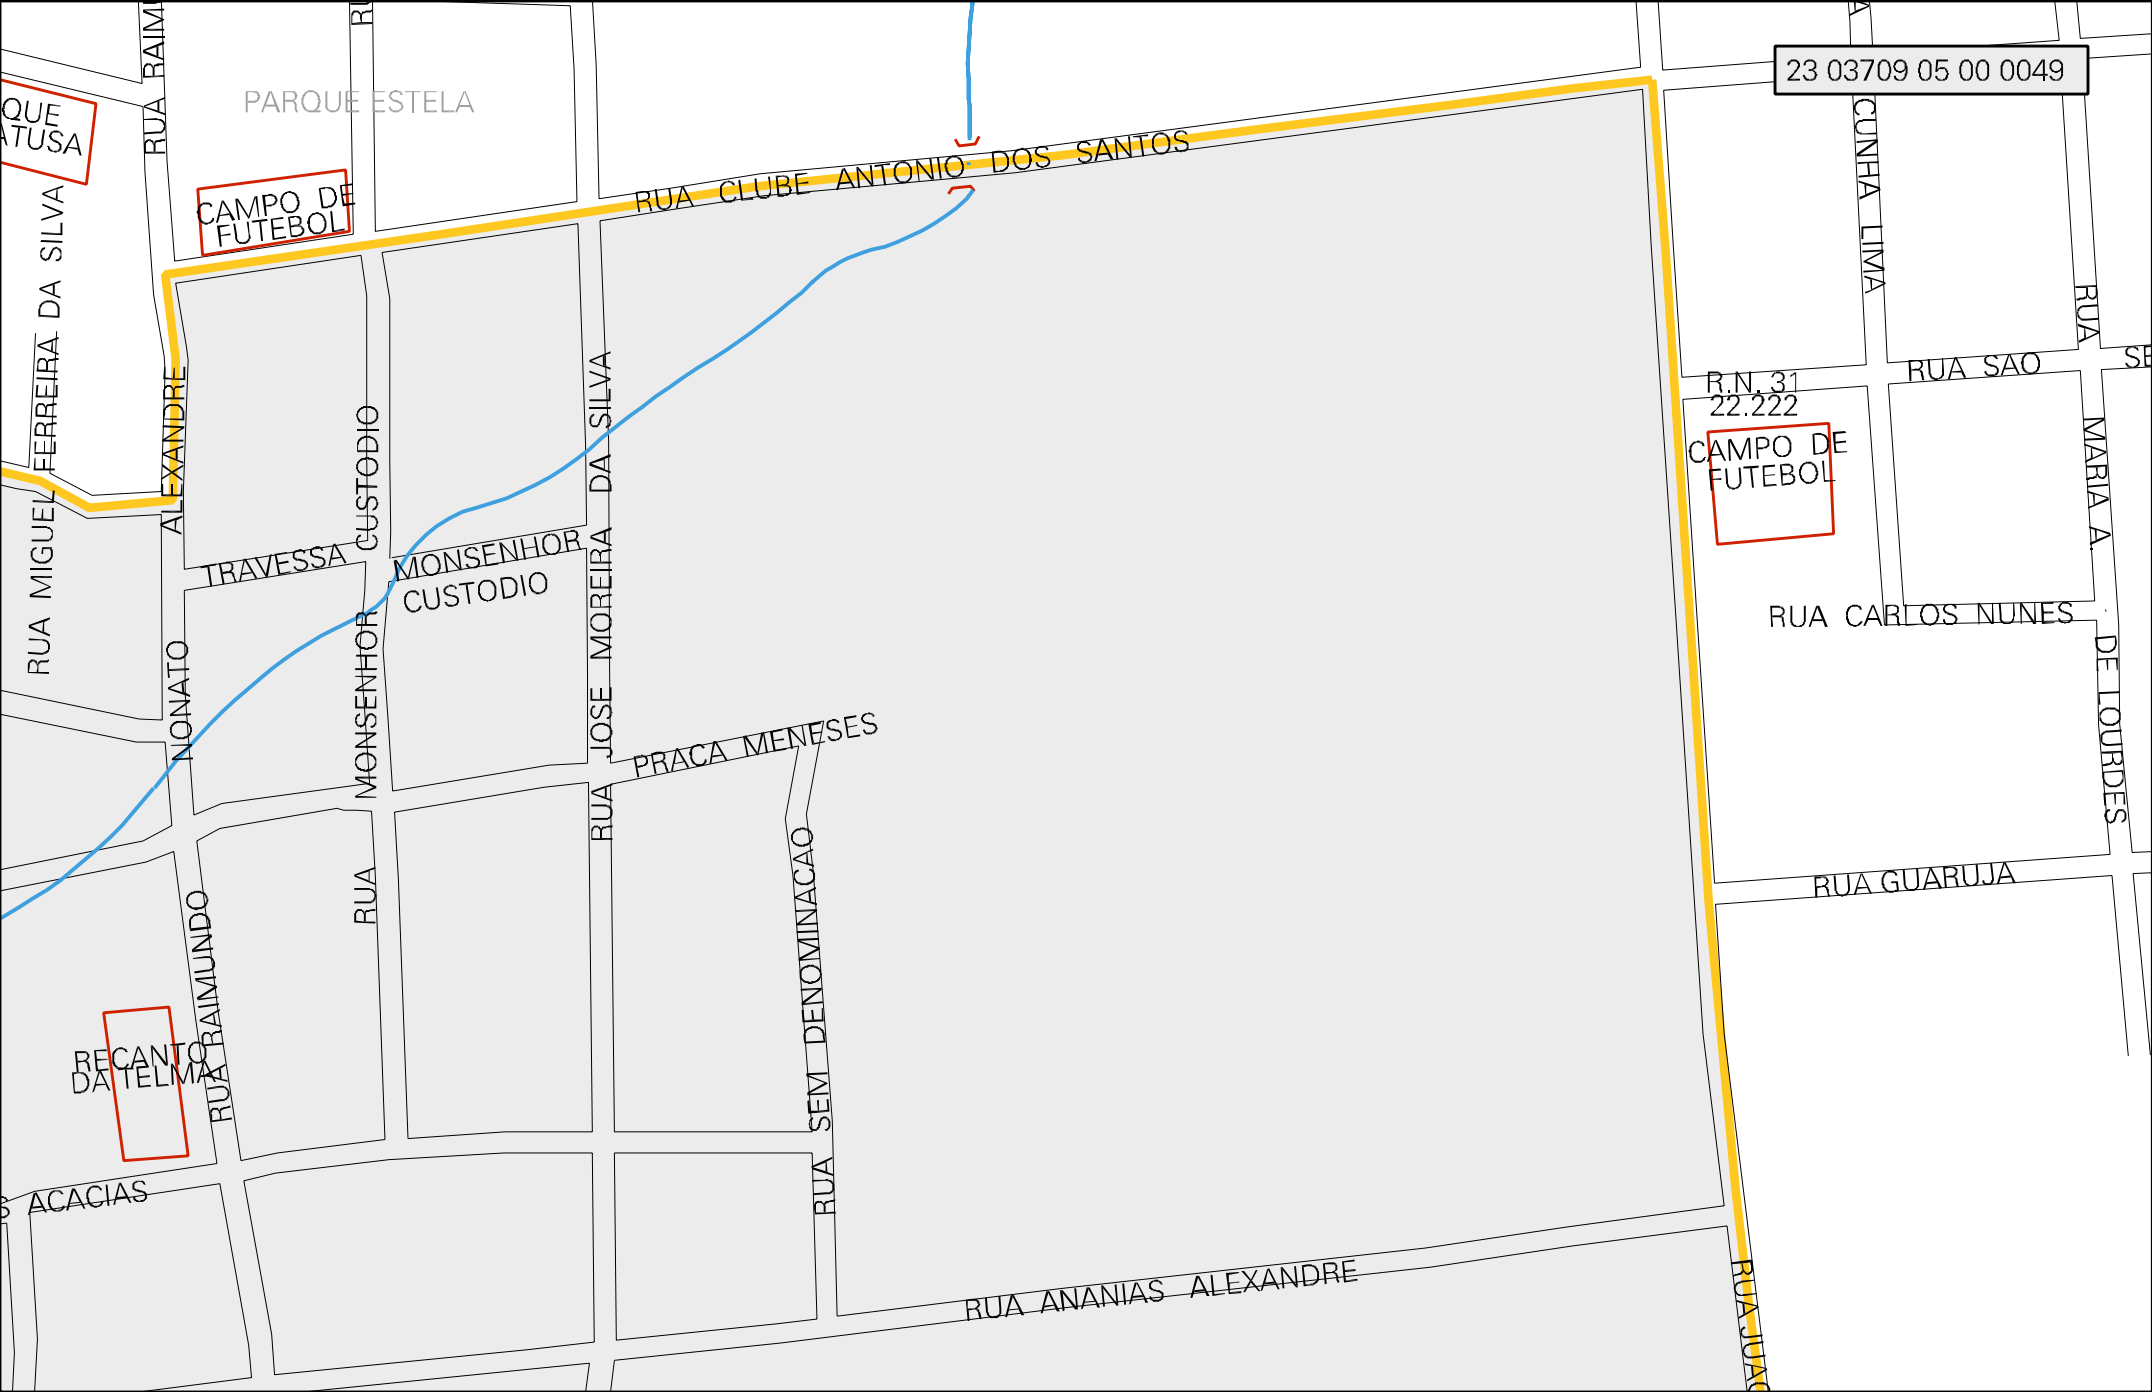 RUA RAIMUNDO NONATO ALEXANDRE
RUA RAIM
RU
PARQUE ESTELA
23 03709 05 00 0049
QUE
ATUSA
CAMPO DE
FUTEBOL
RUA CLUBE ANTONIO DOS SANTOS
CUNHA LIMA
RUA MIGUEL FERREIRA DA SILVA
RUA MONSENHOR CUSTODIO
RUA JOSE MOREIRA DA SILVA
RUA MARIA A. DE LOURDES
R.N. 31
22.222
RUA SAO
SE
CAMPO DE
FUTEBOL
TRAVESSA MONSENHOR
CUSTODIO
RUA CARLOS NUNES
PRACA MENESES
RUA SEM DENOMINACAO
RUA GUARUJA
RECANTO
DA TELMA
S ACACIAS
RUA ANANIAS ALEXANDRE